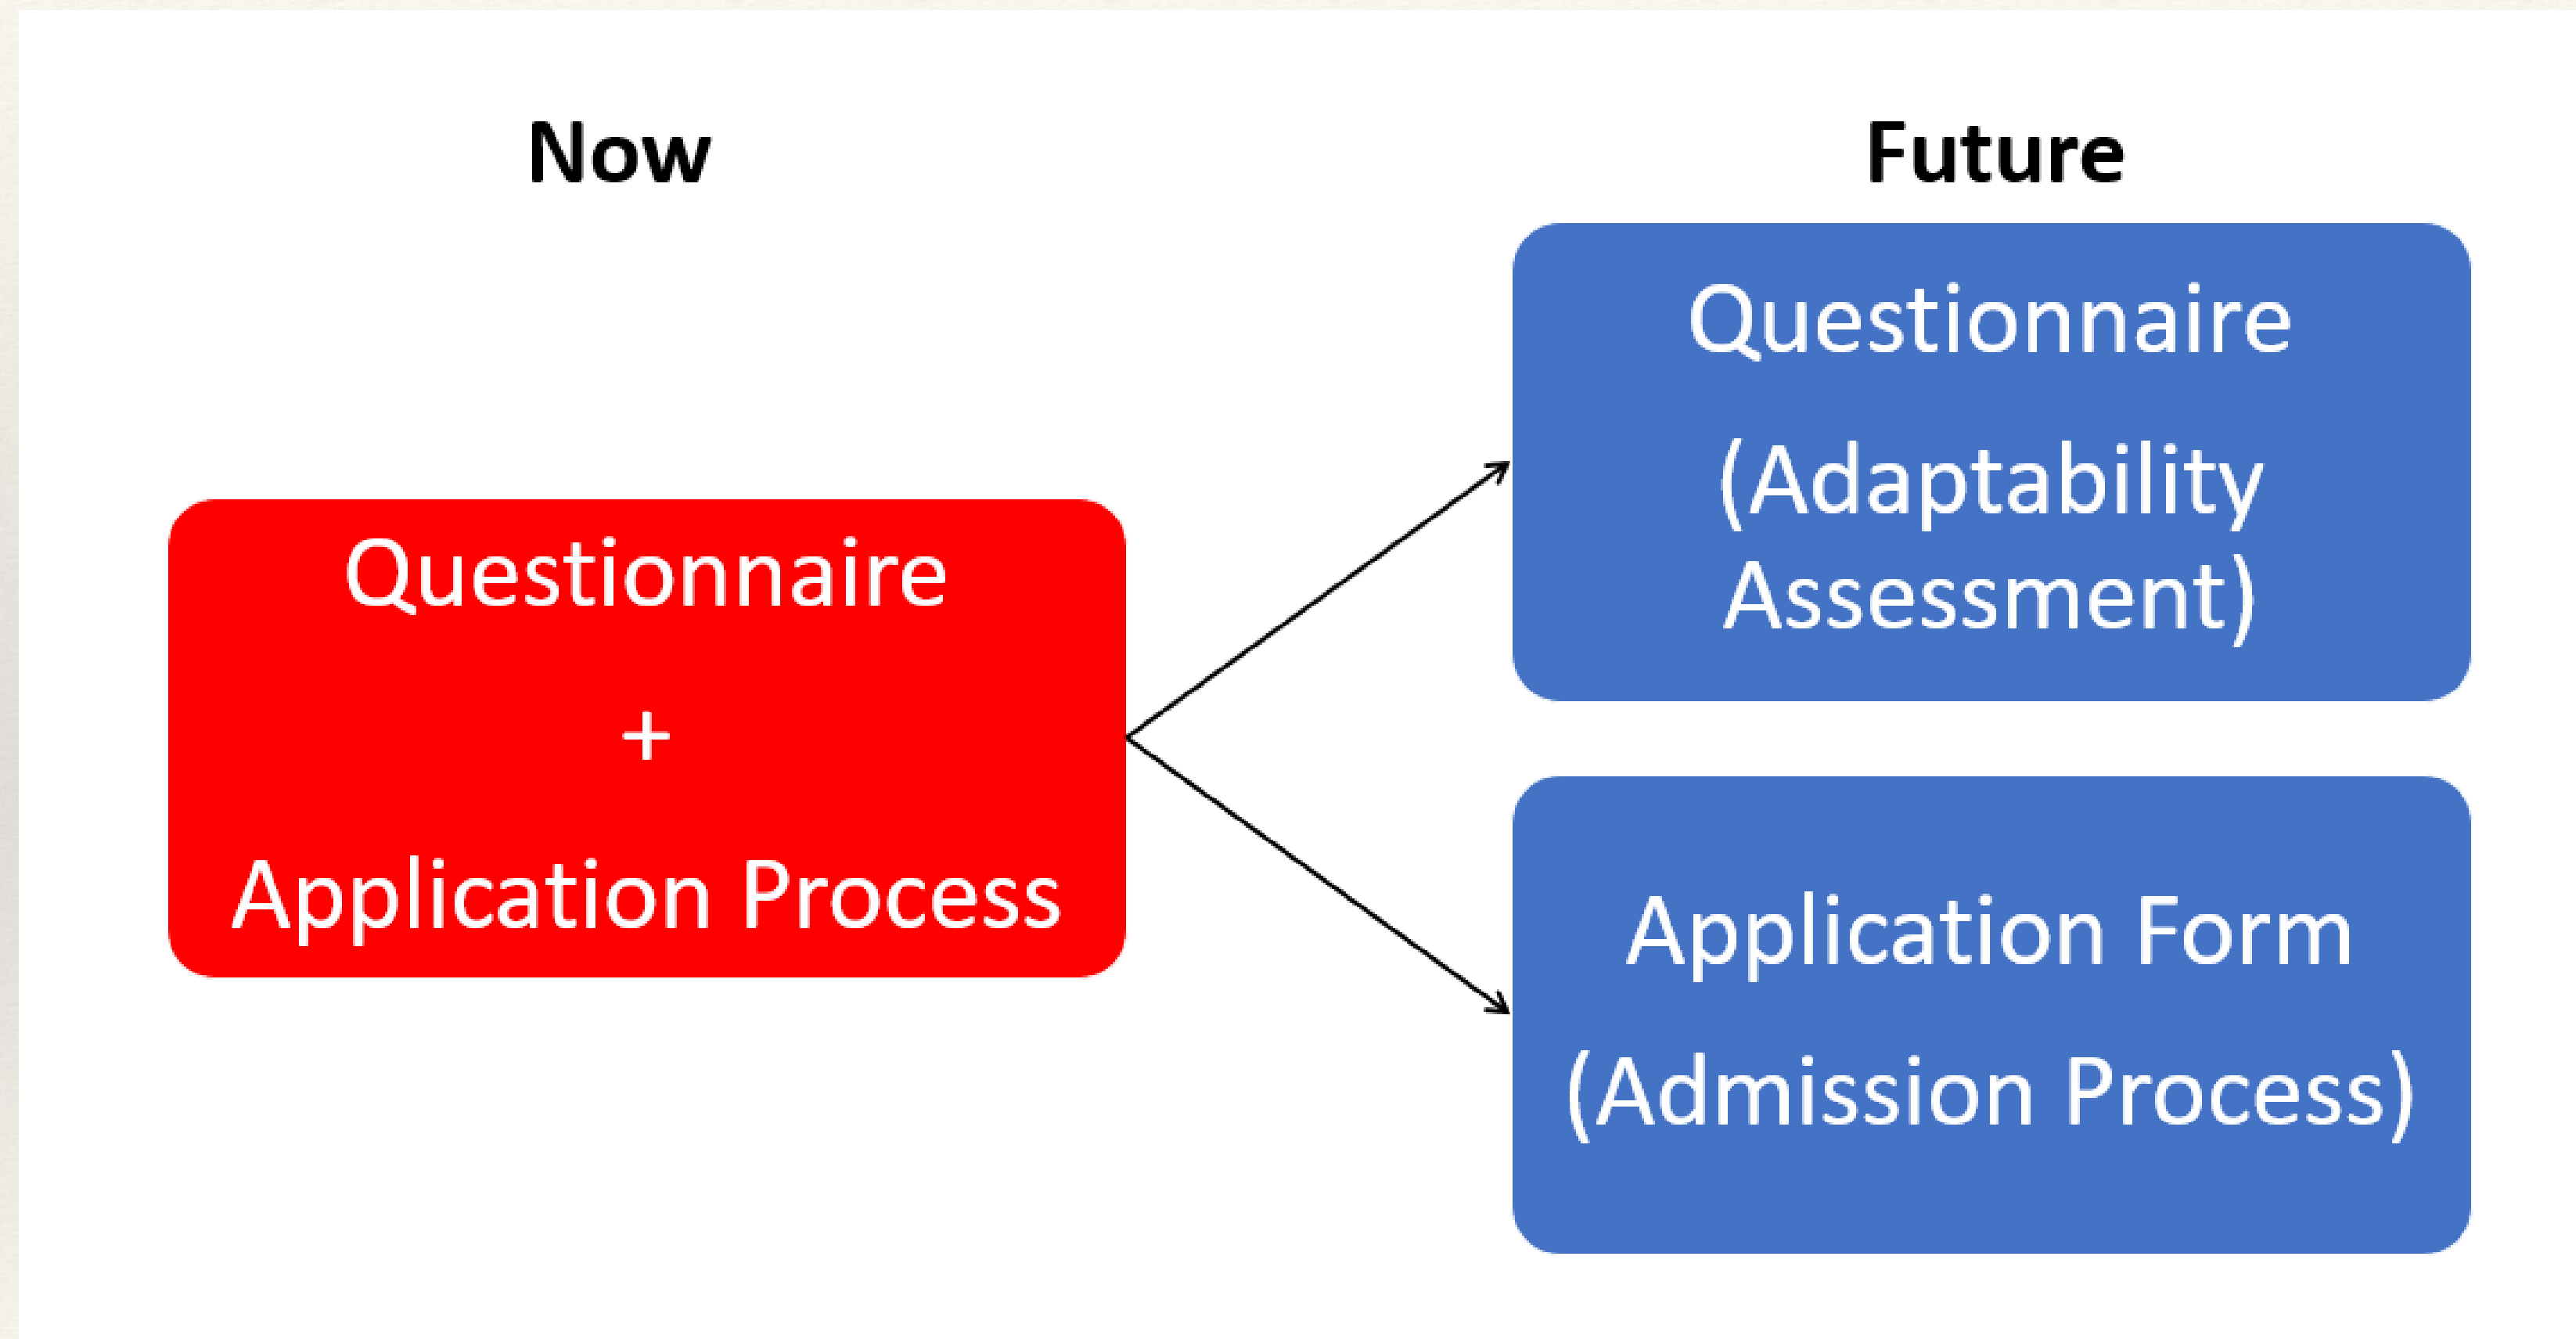 Now
Questionnaire
+
Application Process
Future
Questionnaire
(Adaptability
Assessment)
Application Form
(Admission Process)